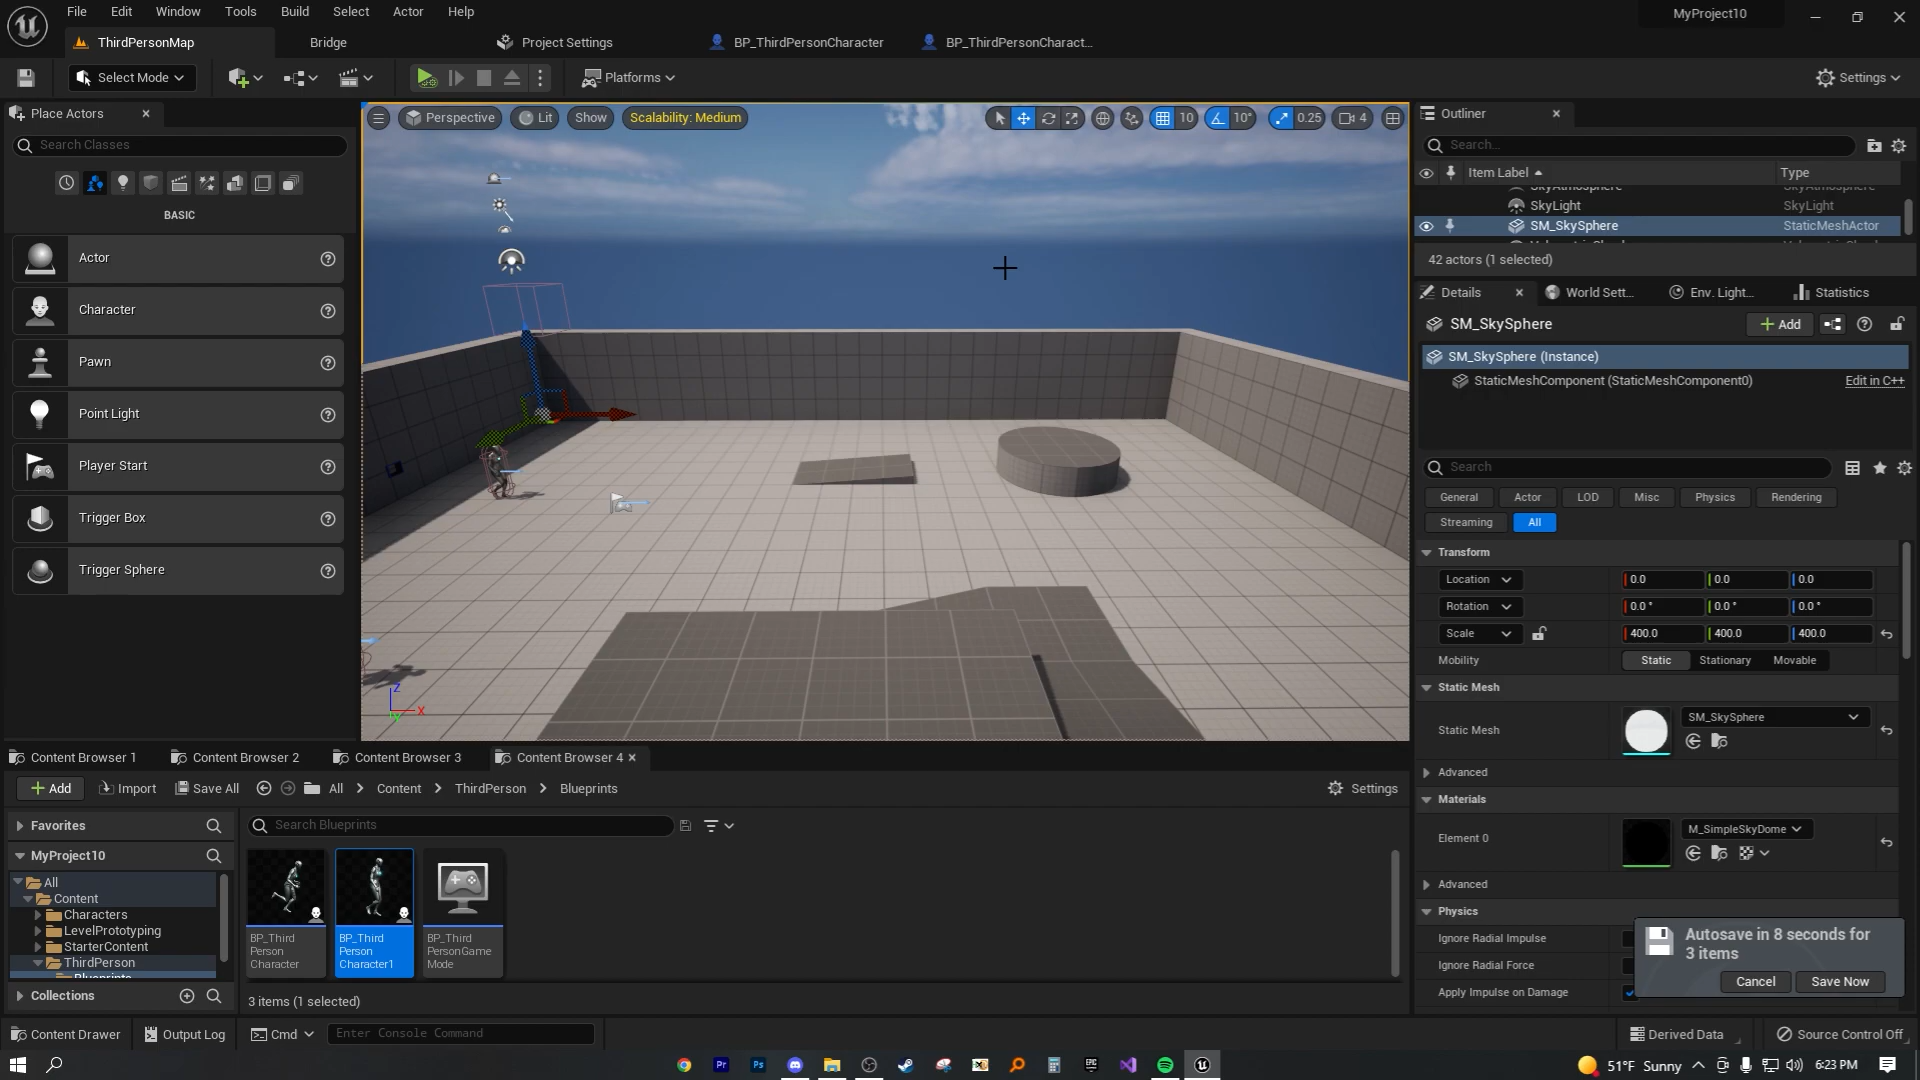 File Edit Window Tools Build Select Actor Help
MyProject10
ThirdPersonMap
Bridge
Project Settings
BP_ThirdPersonCharacter
BP_ThirdPersonCharact...
Select Mode
Platforms
Settings
Place Actors
Search Classes
BASIC
Actor
Character
Pawn
Point Light
Player Start
Trigger Box
Trigger Sphere
Perspective
Lit
Show
Scalability: Medium
10
10°
0.25
4
Z
X
Y
Outliner
Search...
Item Label
Type
SkyAtmosphere SkyAtmosphere
SkyLight SkyLight
SM_SkySphere StaticMeshActor
42 actors (1 selected)
Details
World Sett...
Env. Light...
Statistics
SM_SkySphere
Add
SM_SkySphere (Instance)
StaticMeshComponent (StaticMeshComponent0) Edit in C++
Search
General Actor LOD Misc Physics Rendering
Streaming All
Transform
Location 0.0 0.0 0.0
Rotation 0.0 ° 0.0 ° 0.0 °
Scale 400.0 400.0 400.0
Mobility Static Stationary Movable
Static Mesh
Static Mesh SM_SkySphere
Advanced
Materials
Element 0 M_SimpleSkyDome
Advanced
Physics
Ignore Radial Impulse
Ignore Radial Force
Apply Impulse on Damage
Autosave in 8 seconds for
3 items
Cancel Save Now
Content Browser 1
Content Browser 2
Content Browser 3
Content Browser 4
Add Import Save All All Content ThirdPerson Blueprints Settings
Favorites
MyProject10
All
Content
Characters
LevelPrototyping
StarterContent
ThirdPerson
Blueprints
Collections
Search Blueprints
BP_Third
Person
Character
BP_Third
Person
Character1
BP_Third
PersonGame
Mode
3 items (1 selected)
Content Drawer Output Log Cmd Enter Console Command Derived Data Source Control Off
Pr
Ps
EPIC
51°F Sunny 6:23 PM